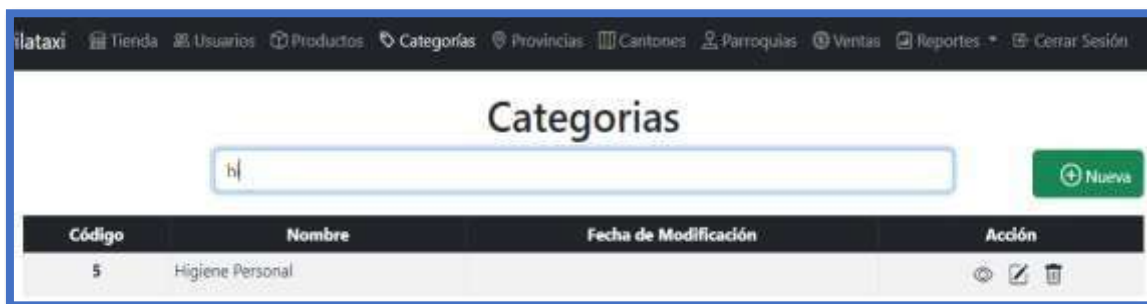 ilataxi Tienda Usuarios Productos Categorías Provincias Cantones Parroquias Ventas Reportes Cerrar Sesión
Categorias
hi
Nueva
Código Nombre Fecha de Modificación Acción
5 Higiene Personal